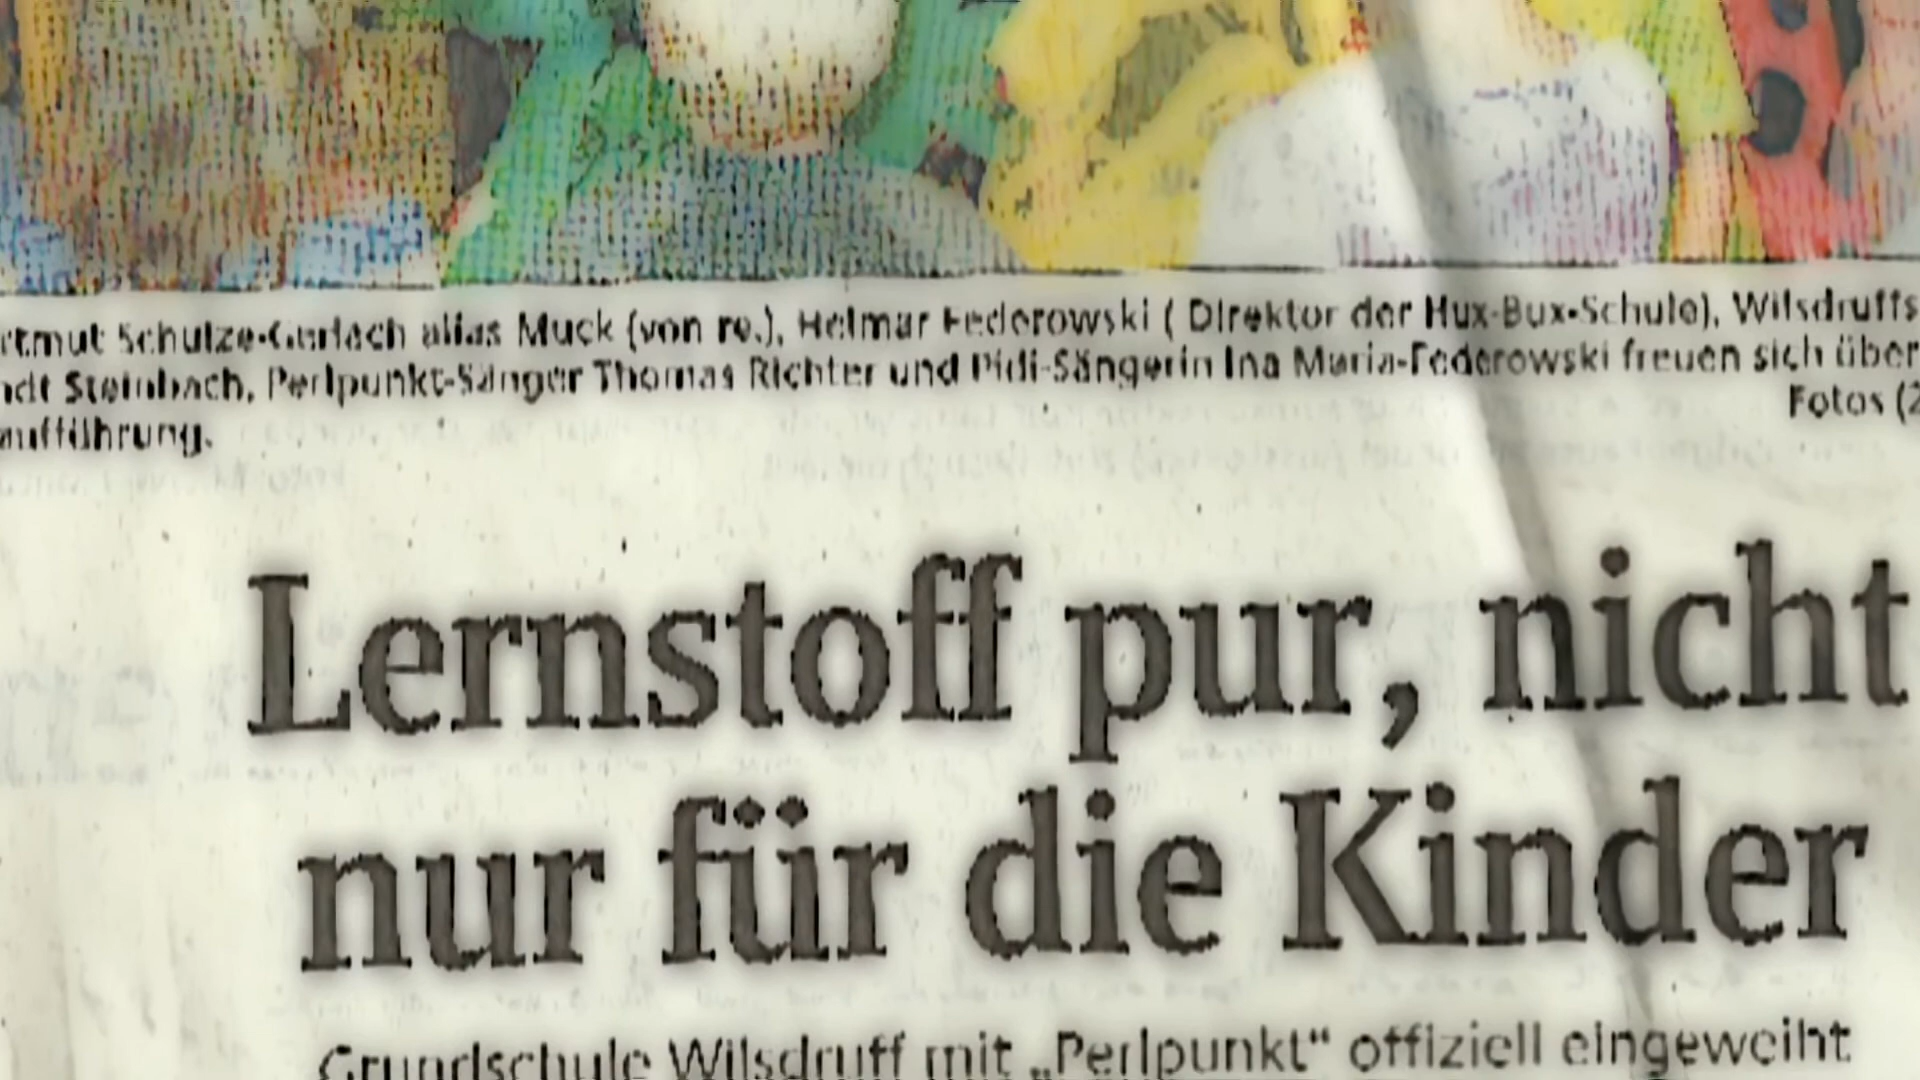 rtmut Schulze-Gerlach alias Muck (von re.), Helmar Federowski ( Direktor der Hux-Bux-Schule), Wilsdruffs
ndt Steinbach, Perlpunkt-Sänger Thomas Richter und Pidi-Sängerin Ina Maria-Federowski freuen sich über
Fotos (2
aufführung.
Lernstoff pur, nicht
nur für die Kinder
Grundschule Wilsdruff mit „Perlpunkt“ offiziell eingeweiht